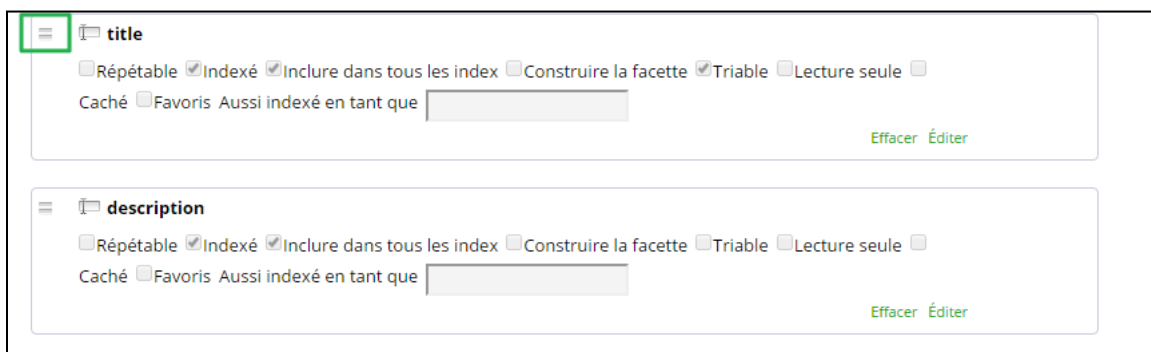 title
Répétable Indexé Inclure dans tous les index Construire la facette Triable Lecture seule
Caché Favoris Aussi indexé en tant que
Effacer Éditer
description
Répétable Indexé Inclure dans tous les index Construire la facette Triable Lecture seule
Caché Favoris Aussi indexé en tant que
Effacer Éditer